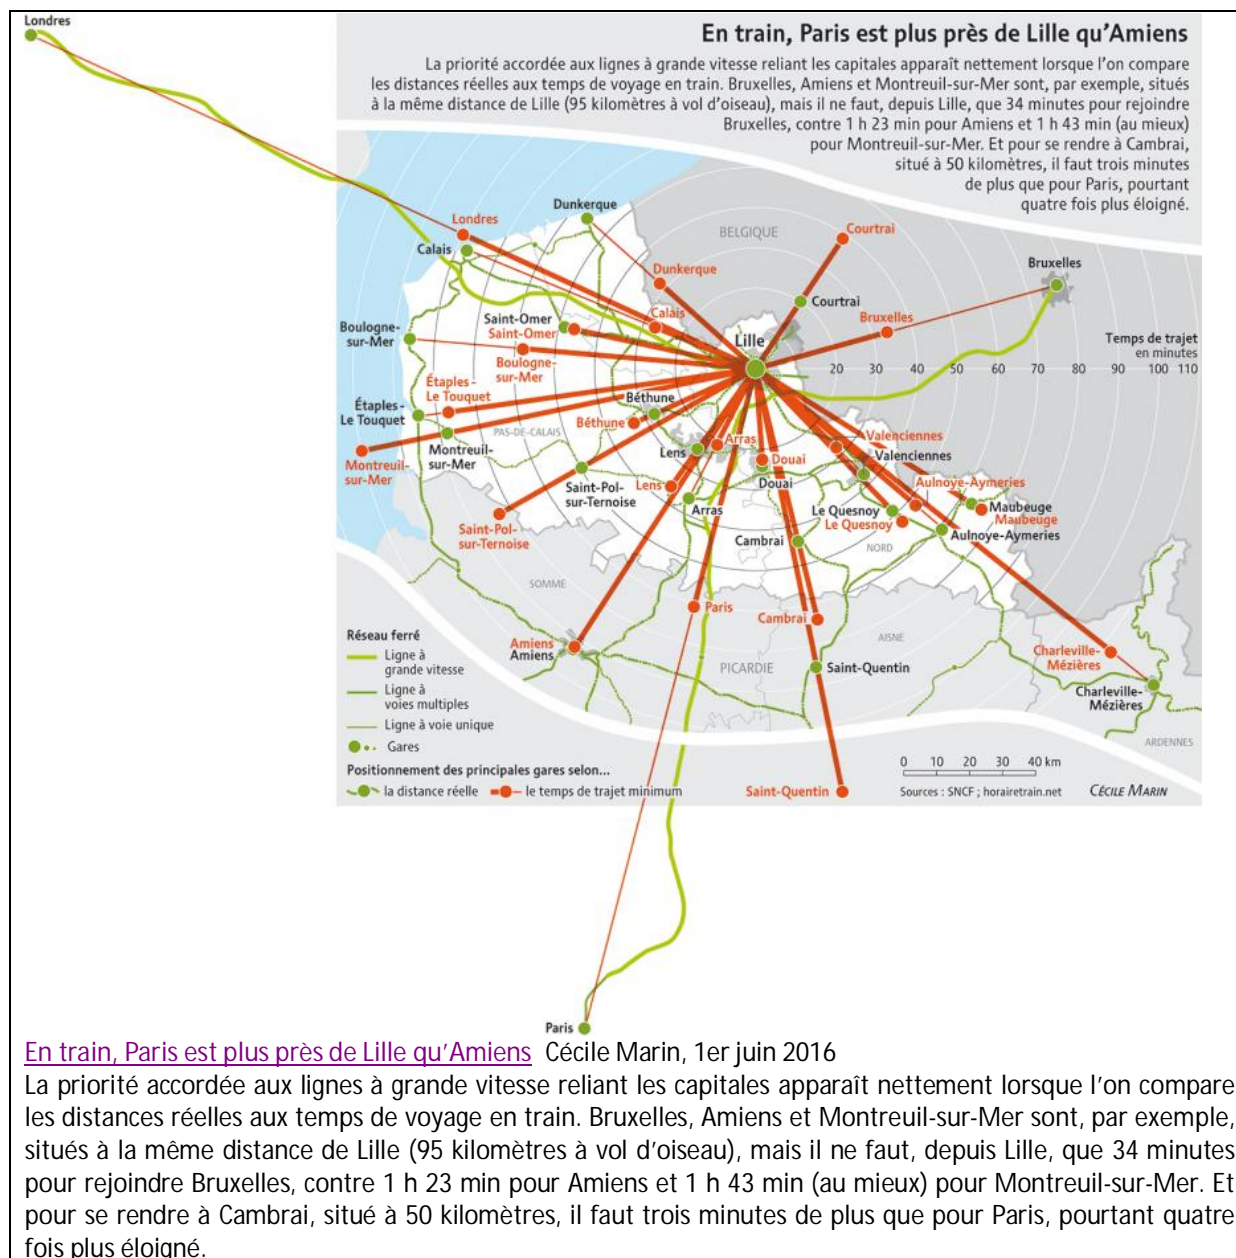 Londres
En train, Paris est plus près de Lille qu'Amiens
La priorité accordée aux lignes à grande vitesse reliant les capitales apparaît nettement lorsque l'on compare
les distances réelles aux temps de voyage en train. Bruxelles, Amiens et Montreuil-sur-Mer sont, par exemple, situés
à la même distance de Lille (95 kilomètres à vol d'oiseau), mais il ne faut, depuis Lille, que 34 minutes pour rejoindre
Bruxelles, contre 1 h 23 min pour Amiens et 1 h 43 min (au mieux)
pour Montreuil-sur-Mer. Et pour se rendre à Cambrai,
situé à 50 kilomètres, il faut trois minutes
de plus que pour Paris, pourtant
quatre fois plus éloigné.
Dunkerque
Londres
Calais
BELGIQUE
Courtrai
Bruxelles
Dunkerque
Courtrai
Saint-Omer
Saint-Omer
Calais
Bruxelles
Boulogne-
sur-Mer
Lille
Temps de trajet
en minutes
Boulogne-
sur-Mer
20 30 40 50 60 70 80 90 100 110
Étaples-
Le Touquet
Béthune
Étaples-
Le Touquet
Béthune
PAS-DE-CALAIS
Arras
Valenciennes
Montreuil-
sur-Mer
Lens
Douai
Valenciennes
Montreuil-
sur-Mer
Douai
Aulnoye-Aymeries
Saint-Pol-
sur-Ternoise
Lens
Arras
Le Quesnoy
Le Quesnoy
Maubeuge
Maubeuge
Saint-Pol-
sur-Ternoise
Cambrai
NORD
Aulnoye-Aymeries
SOMME
Paris
Cambrai
AISNE
Amiens
Amiens
PICARDIE
Saint-Quentin
Charleville-
Mézières
Charleville-
Mézières
ARDENNES
Réseau ferré
Ligne à
grande vitesse
Ligne à
voies multiples
Ligne à voie unique
Gares
Positionnement des principales gares selon...
la distance réelle
le temps de trajet minimum
Saint-Quentin
0 10 20 30 40 km
Sources : SNCF ; horairetrain.net
CÉCILE MARIN
Paris
En train, Paris est plus près de Lille qu'Amiens Cécile Marin, 1er juin 2016
La priorité accordée aux lignes à grande vitesse reliant les capitales apparaît nettement lorsque l'on compare
les distances réelles aux temps de voyage en train. Bruxelles, Amiens et Montreuil-sur-Mer sont, par exemple,
situés à la même distance de Lille (95 kilomètres à vol d'oiseau), mais il ne faut, depuis Lille, que 34 minutes
pour rejoindre Bruxelles, contre 1 h 23 min pour Amiens et 1 h 43 min (au mieux) pour Montreuil-sur-Mer. Et
pour se rendre à Cambrai, situé à 50 kilomètres, il faut trois minutes de plus que pour Paris, pourtant quatre
fois plus éloigné.